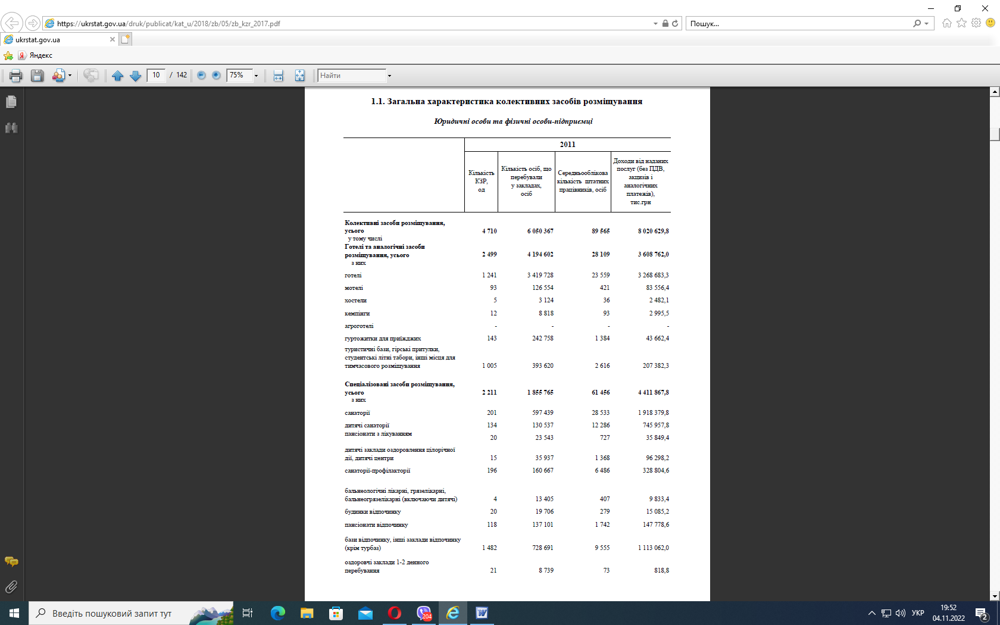 https://ukrstat.gov.ua/druk/publicat/kat_u/2018/zb/05/zb_kzr_2017.pdf
Пошук...
ukrstat.gov.ua
Яндекс
10 / 142
75%
Найти
1.1. Загальна характеристика колективних засобів розміщування
Юридичні особи та фізичні особи-підприємці
2011
Кількість КЗР, од
Кількість осіб, що перебували у закладах, осіб
Середньооблікова кількість штатних працівників, осіб
Доходи від наданих послуг (без ПДВ, акцизів і аналогічних платежів), тис.грн
Колективні засоби розміщування,
усього 4 710 6 050 367 89 565 8 020 629,8
у тому числі
Готелі та аналогічні засоби
розміщування, усього 2 499 4 194 602 28 109 3 608 762,0
з них
готелі 1 241 3 419 728 23 559 3 268 683,3
мотелі 93 126 554 421 83 556,4
хостели 5 3 124 36 2 482,1
кемпінги 12 8 818 93 2 995,5
агроготелі - - - -
гуртожитки для приїжджих 143 242 758 1 384 43 662,4
туристичні бази, гірські притулки,
студентські літні табори, інші місця для
тимчасового розміщування 1 005 393 620 2 616 207 382,3
Спеціалізовані засоби розміщування,
усього 2 211 1 855 765 61 456 4 411 867,8
з них
санаторії 201 597 439 28 533 1 918 379,8
дитячі санаторії 134 130 537 12 286 745 957,8
пансіонати з лікуванням 20 23 543 727 35 849,4
дитячі заклади оздоровлення цілорічної
дії, дитячі центри 15 35 937 1 368 96 298,2
санаторії-профілакторії 196 160 667 6 486 328 804,6
бальнеологічні лікарні, грязелікарні,
бальнеогрязелікарні (включаючи дитячі) 4 13 405 407 9 833,4
будинки відпочинку 20 19 706 279 15 085,2
пансіонати відпочинку 118 137 101 1 742 147 778,6
бази відпочинку, інші заклади відпочинку
(крім турбаз) 1 482 728 691 9 555 1 113 062,0
оздоровчі заклади 1-2 денного
перебування 21 8 739 73 818,8
Введіть пошуковий запит тут
204
УКР
19:52
04.11.2022
2